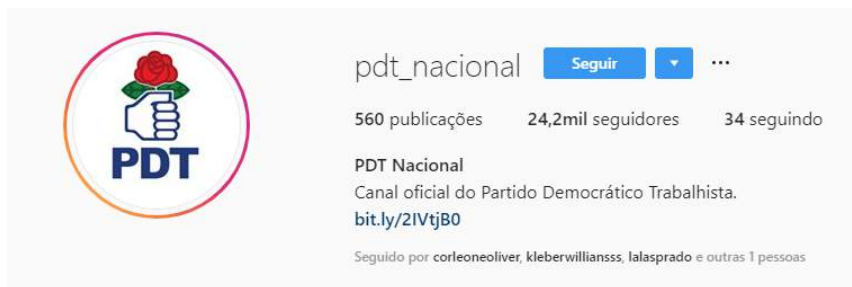 PDT
pdt_nacional Seguir ...
560 publicações 24,2mil seguidores 34 seguindo
PDT Nacional
Canal oficial do Partido Democrático Trabalhista.
bit.ly/2IVtjB0
Seguido por corleoneoliver, kleberwilliansss, lalasprado e outras 1 pessoas